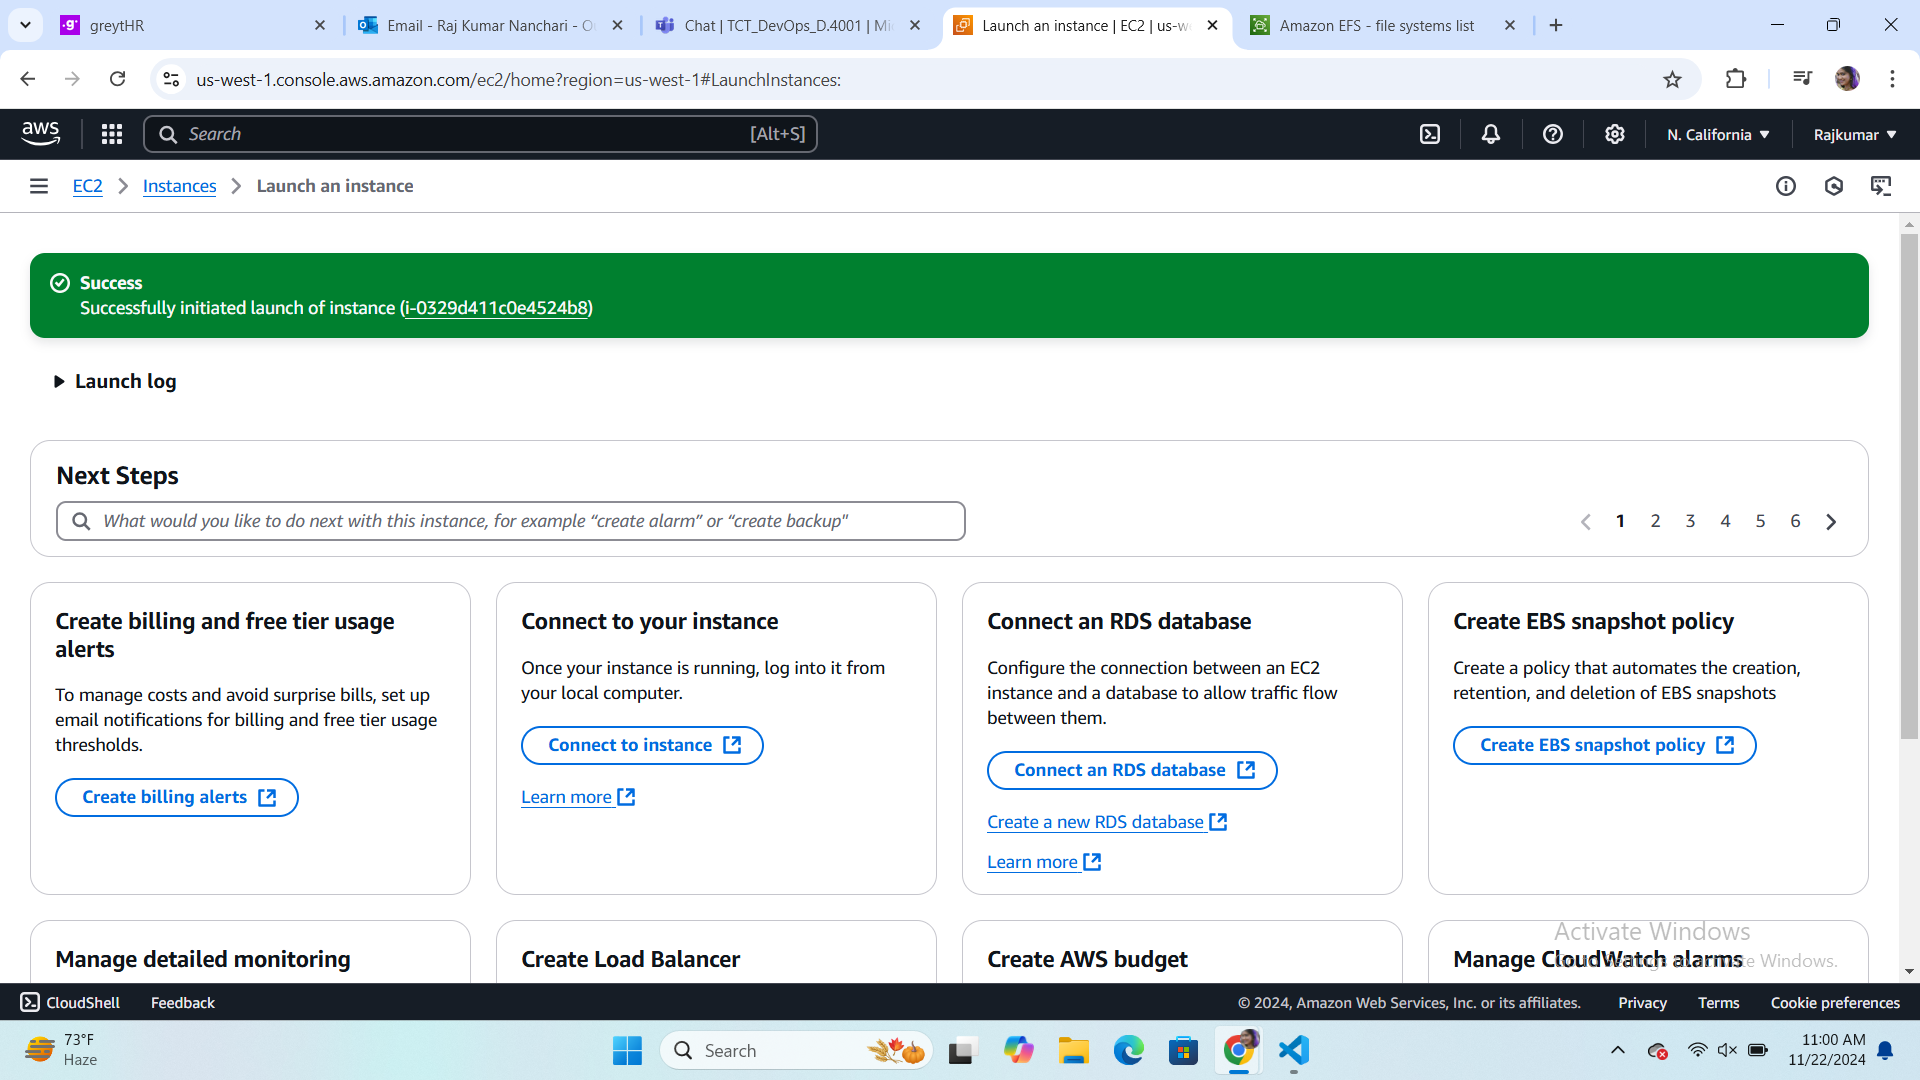 greytHR
Email - Raj Kumar Nanchari - Ou
Chat | TCT_DevOps_D.4001 | Mi
Launch an instance | EC2 | us-we
Amazon EFS - file systems list
us-west-1.console.aws.amazon.com/ec2/home?region=us-west-1#LaunchInstances:
aws
Search
[Alt+S]
N. California
Rajkumar
EC2
Instances
Launch an instance
Success
Successfully initiated launch of instance (i-0329d411c0e4524b8)
Launch log
Next Steps
What would you like to do next with this instance, for example “create alarm” or “create backup"
1 2 3 4 5 6
Create billing and free tier usage
alerts
To manage costs and avoid surprise bills, set up
email notifications for billing and free tier usage
thresholds.
Create billing alerts
Connect to your instance
Once your instance is running, log into it from
your local computer.
Connect to instance
Learn more
Connect an RDS database
Configure the connection between an EC2
instance and a database to allow traffic flow
between them.
Connect an RDS database
Create a new RDS database
Learn more
Create EBS snapshot policy
Create a policy that automates the creation,
retention, and deletion of EBS snapshots
Create EBS snapshot policy
Manage detailed monitoring
Create Load Balancer
Create AWS budget
Manage CloudWatch alarms
Activate Windows
Go to Settings to activate Windows.
CloudShell
Feedback
© 2024, Amazon Web Services, Inc. or its affiliates.
Privacy
Terms
Cookie preferences
73°F
Haze
Search
11:00 AM
11/22/2024